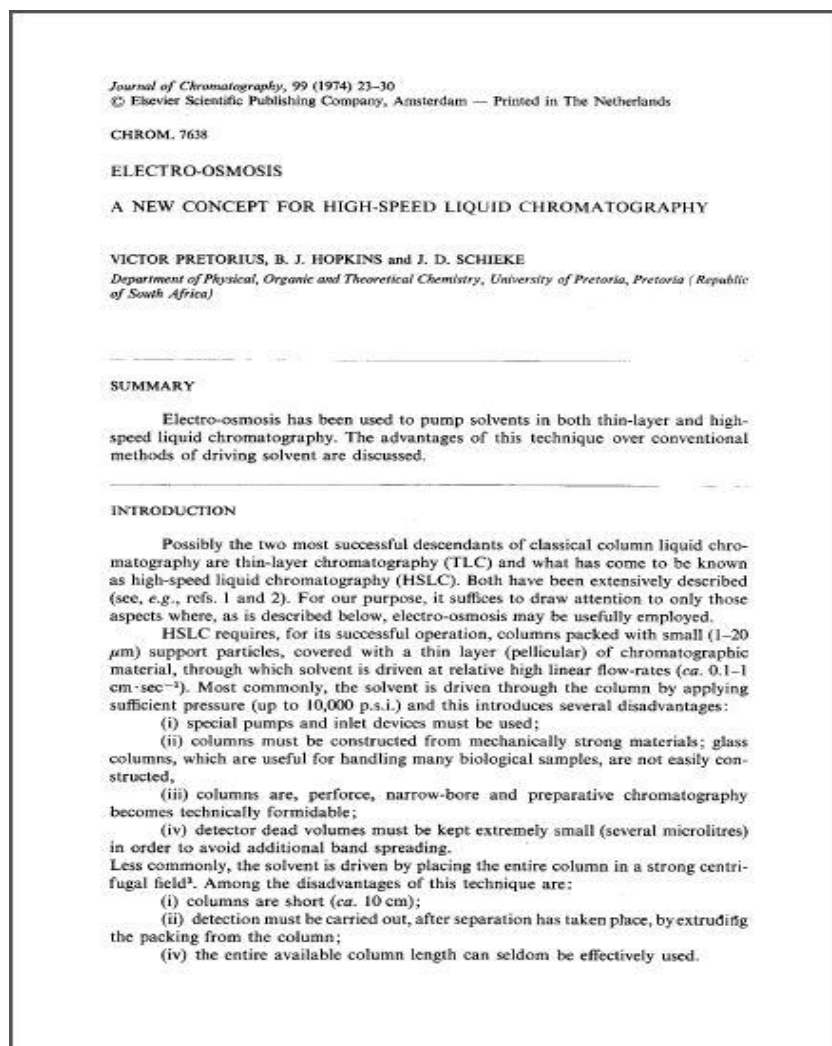 Journal of Chromatography, 99 (1974) 23–30
© Elsevier Scientific Publishing Company, Amsterdam — Printed in The Netherlands
CHROM. 7638
ELECTRO-OSMOSIS
A NEW CONCEPT FOR HIGH-SPEED LIQUID CHROMATOGRAPHY
VICTOR PRETORIUS, B. J. HOPKINS and J. D. SCHIEKE
Department of Physical, Organic and Theoretical Chemistry, University of Pretoria, Pretoria (Republic
of South Africa)
SUMMARY
Electro-osmosis has been used to pump solvents in both thin-layer and high-
speed liquid chromatography. The advantages of this technique over conventional
methods of driving solvent are discussed.
INTRODUCTION
Possibly the two most successful descendants of classical column liquid chro-
matography are thin-layer chromatography (TLC) and what has come to be known
as high-speed liquid chromatography (HSLC). Both have been extensively described
(see, e.g., refs. 1 and 2). For our purpose, it suffices to draw attention to only those
aspects where, as is described below, electro-osmosis may be usefully employed.
HSLC requires, for its successful operation, columns packed with small (1–20
μm) support particles, covered with a thin layer (pellicular) of chromatographic
material, through which solvent is driven at relative high linear flow-rates (ca. 0.1–1
cm·sec⁻¹). Most commonly, the solvent is driven through the column by applying
sufficient pressure (up to 10,000 p.s.i.) and this introduces several disadvantages:
(i) special pumps and inlet devices must be used;
(ii) columns must be constructed from mechanically strong materials; glass
columns, which are useful for handling many biological samples, are not easily con-
structed,
(iii) columns are, perforce, narrow-bore and preparative chromatography
becomes technically formidable;
(iv) detector dead volumes must be kept extremely small (several microlitres)
in order to avoid additional band spreading.
Less commonly, the solvent is driven by placing the entire column in a strong centri-
fugal field³. Among the disadvantages of this technique are:
(i) columns are short (ca. 10 cm);
(ii) detection must be carried out, after separation has taken place, by extruding
the packing from the column;
(iv) the entire available column length can seldom be effectively used.